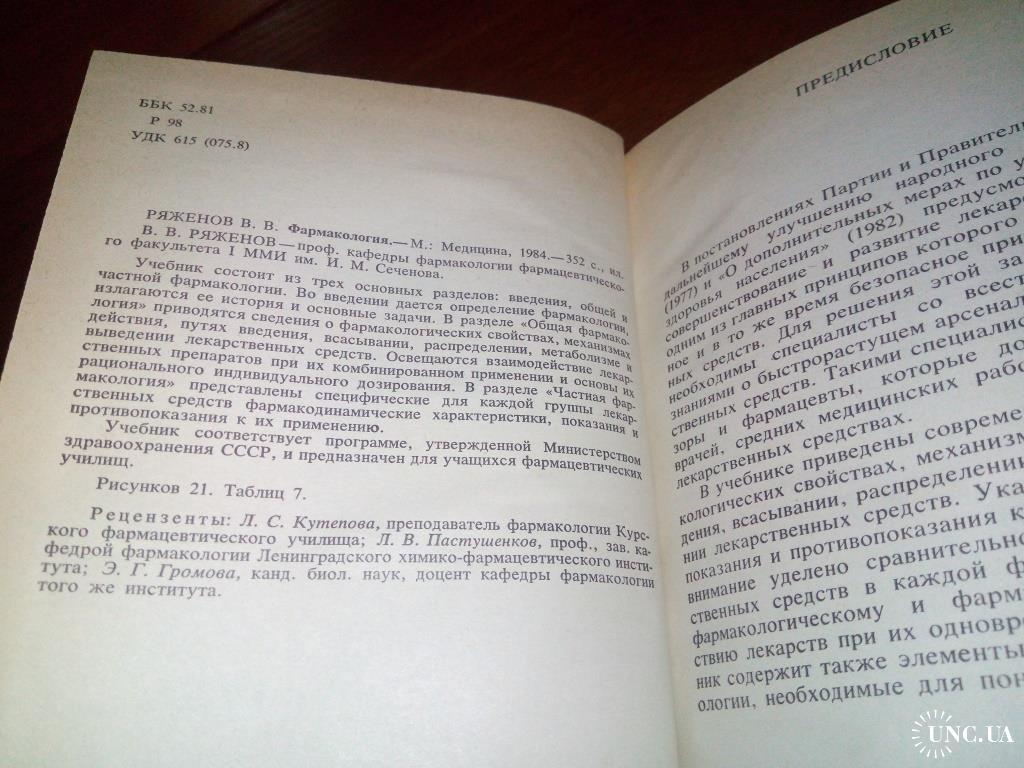 ББК 52.81
Р 98
УДК 615 (075.8)
РЯЖЕНОВ В. В. Фармакология.— М.: Медицина, 1984.—352 с., ил.
В. В. РЯЖЕНОВ — проф. кафедры фармакологии фармацевтическо-
го факультета I ММИ им. И. М. Сеченова.
Учебник состоит из трех основных разделов: введения, общей и
частной фармакологии. Во введении дается определение фармакологии,
излагаются ее история и основные задачи. В разделе «Общая фармако-
логия» приводятся сведения о фармакологических свойствах, механизмах
действия, путях введения, всасывании, распределении, метаболизме и
выведении лекарственных средств. Освещаются взаимодействие лекар-
ственных препаратов при их комбинированном применении и основы их
рационального индивидуального дозирования. В разделе «Частная фар-
макология» представлены специфические для каждой группы лекар-
ственных средств фармакодинамические характеристики, показания и
противопоказания к их применению.
Учебник соответствует программе, утвержденной Министерством
здравоохранения СССР, и предназначен для учащихся фармацевтических
училищ.
Рисунков 21. Таблиц 7.
Рецензенты: Л. С. Кутепова, преподаватель фармакологии Курс-
кого фармацевтического училища; Л. В. Пастушенков, проф., зав. ка-
федрой фармакологии Ленинградского химико-фармацевтического инсти-
тута; Э. Г. Громова, канд. биол. наук, доцент кафедры фармакологии
того же института.
ПРЕДИСЛОВИЕ
В постановлениях Партии и Правитель
дальнейшему улучшению народного
(1977) и «О дополнительных мерах по у
здоровья населения» (1982) предусмо
совершенствование и развитие лекар
одним из главных принципов которого
ное и в то же время безопасное при
ных средств. Для решения этой за
необходимы специалисты со всест
знаниями о быстрорастущем арсенал
ственных средств. Такими специалис
зоры и фармацевты, которые до
врачей, средних медицинских рабо
лекарственных средствах.
В учебнике приведены совреме
кологических свойствах, механизм
дения, всасывании, распределени
нии лекарственных средств. Ука
показания и противопоказания к
внимание уделено сравнительно
ственных средств в каждой ф
фармакологическому и фарм
ствию лекарств при их одновр
ник содержит также элементы
ологии, необходимые для пон
UNC.UA